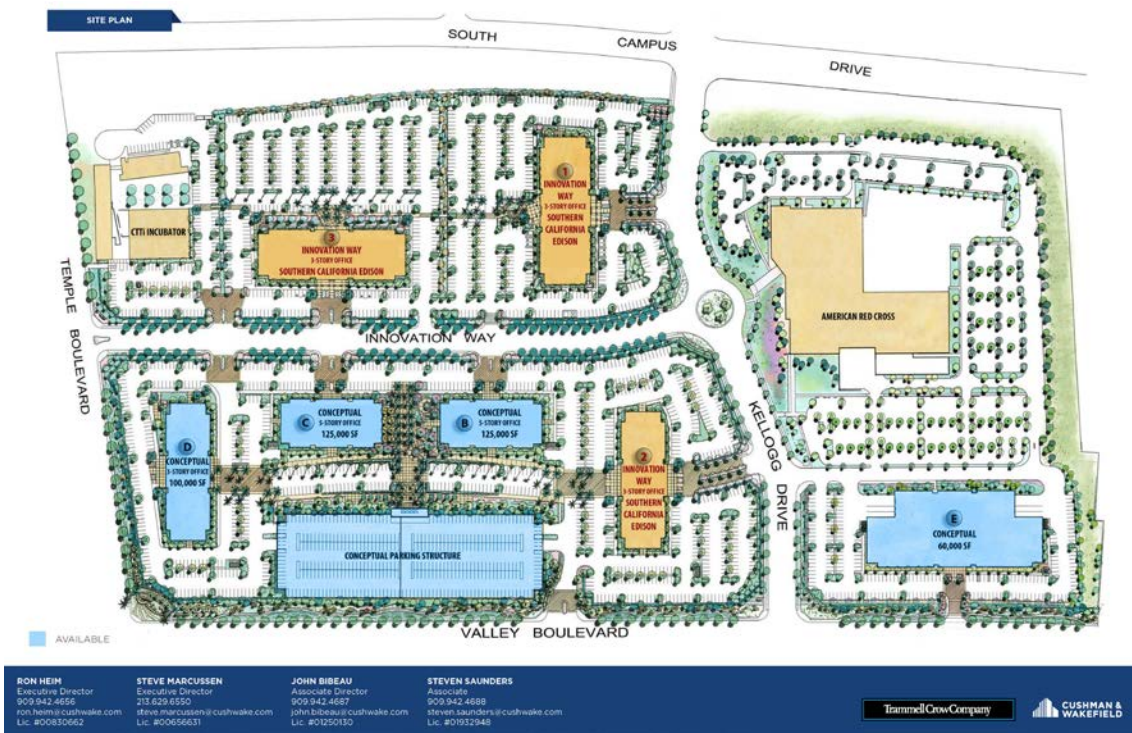 SITE PLAN
SOUTH CAMPUS DRIVE
1
INNOVATION
WAY
3-STORY OFFICE
SOUTHERN
CALIFORNIA
EDISON
CTTi INCUBATOR
3
INNOVATION WAY
3-STORY OFFICE
SOUTHERN CALIFORNIA EDISON
AMERICAN RED CROSS
TEMPLE BOULEVARD
INNOVATION WAY
KELLOGG DRIVE
D
CONCEPTUAL
3-STORY OFFICE
100,000 SF
C
CONCEPTUAL
5-STORY OFFICE
125,000 SF
B
CONCEPTUAL
5-STORY OFFICE
125,000 SF
2
INNOVATION
WAY
3-STORY OFFICE
SOUTHERN
CALIFORNIA
EDISON
E
CONCEPTUAL
60,000 SF
CONCEPTUAL PARKING STRUCTURE
VALLEY BOULEVARD
AVAILABLE
RON HEIM
Executive Director
909.942.4656
ron.heim@cushwake.com
Lic. #00830662
STEVE MARCUSSEN
Executive Director
213.629.6550
steve.marcussen@cushwake.com
Lic. #00656631
JOHN BIBEAU
Associate Director
909.942.4687
john.bibeau@cushwake.com
Lic. #01250130
STEVEN SAUNDERS
Associate
909.942.4688
steven.saunders@cushwake.com
Lic. #01932948
TrammellCrowCompany
CUSHMAN &
WAKEFIELD